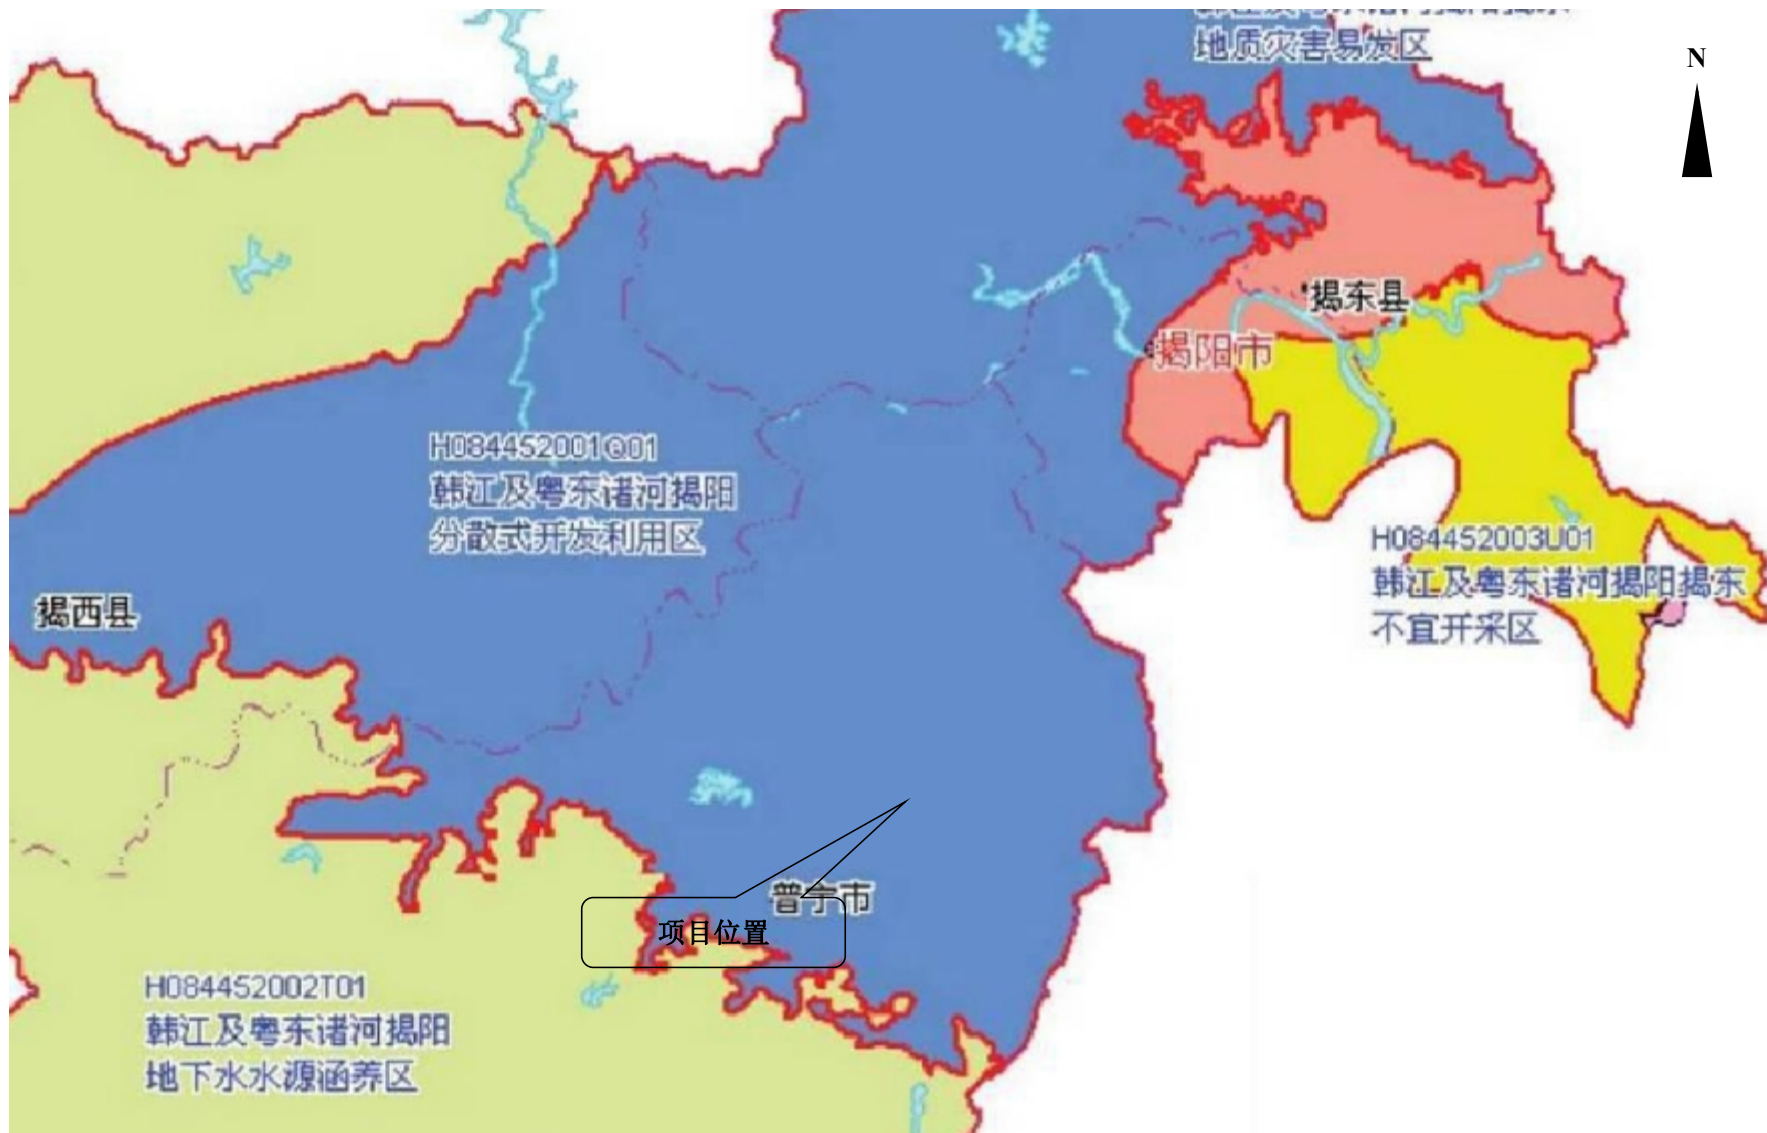 地质灾害易发区
N
揭东县
揭阳市
H084452001Q01
韩江及粤东诸河揭阳
分散式开发利用区
H084452003U01
韩江及粤东诸河揭阳揭东
不宜开采区
揭西县
普宁市
项目位置
H084452002T01
韩江及粤东诸河揭阳
地下水水源涵养区